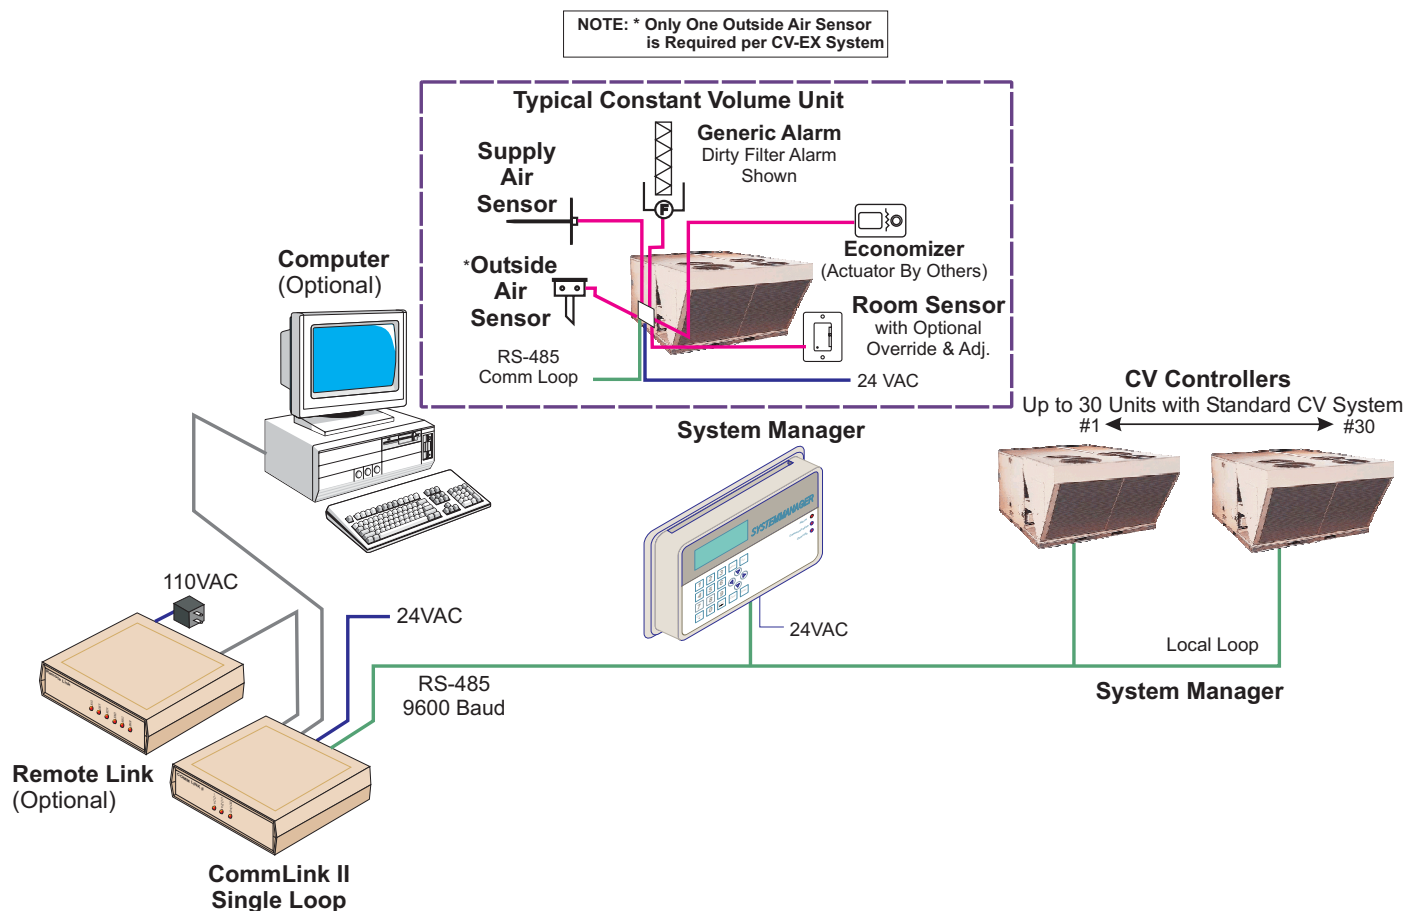 NOTE: * Only One Outside Air Sensor
is Required per CV-EX System
Typical Constant Volume Unit
Generic Alarm
Dirty Filter Alarm
Shown
Supply
Air
Sensor
F
Economizer
(Actuator By Others)
*Outside
Air
Sensor
Room Sensor
with Optional
Override & Adj.
RS-485
Comm Loop
24 VAC
Computer
(Optional)
CV Controllers
Up to 30 Units with Standard CV System
#1
#30
System Manager
SYSTEMMANAGER
24VAC
110VAC
24VAC
RS-485
9600 Baud
Local Loop
System Manager
Remote Link
(Optional)
CommLink II
Single Loop